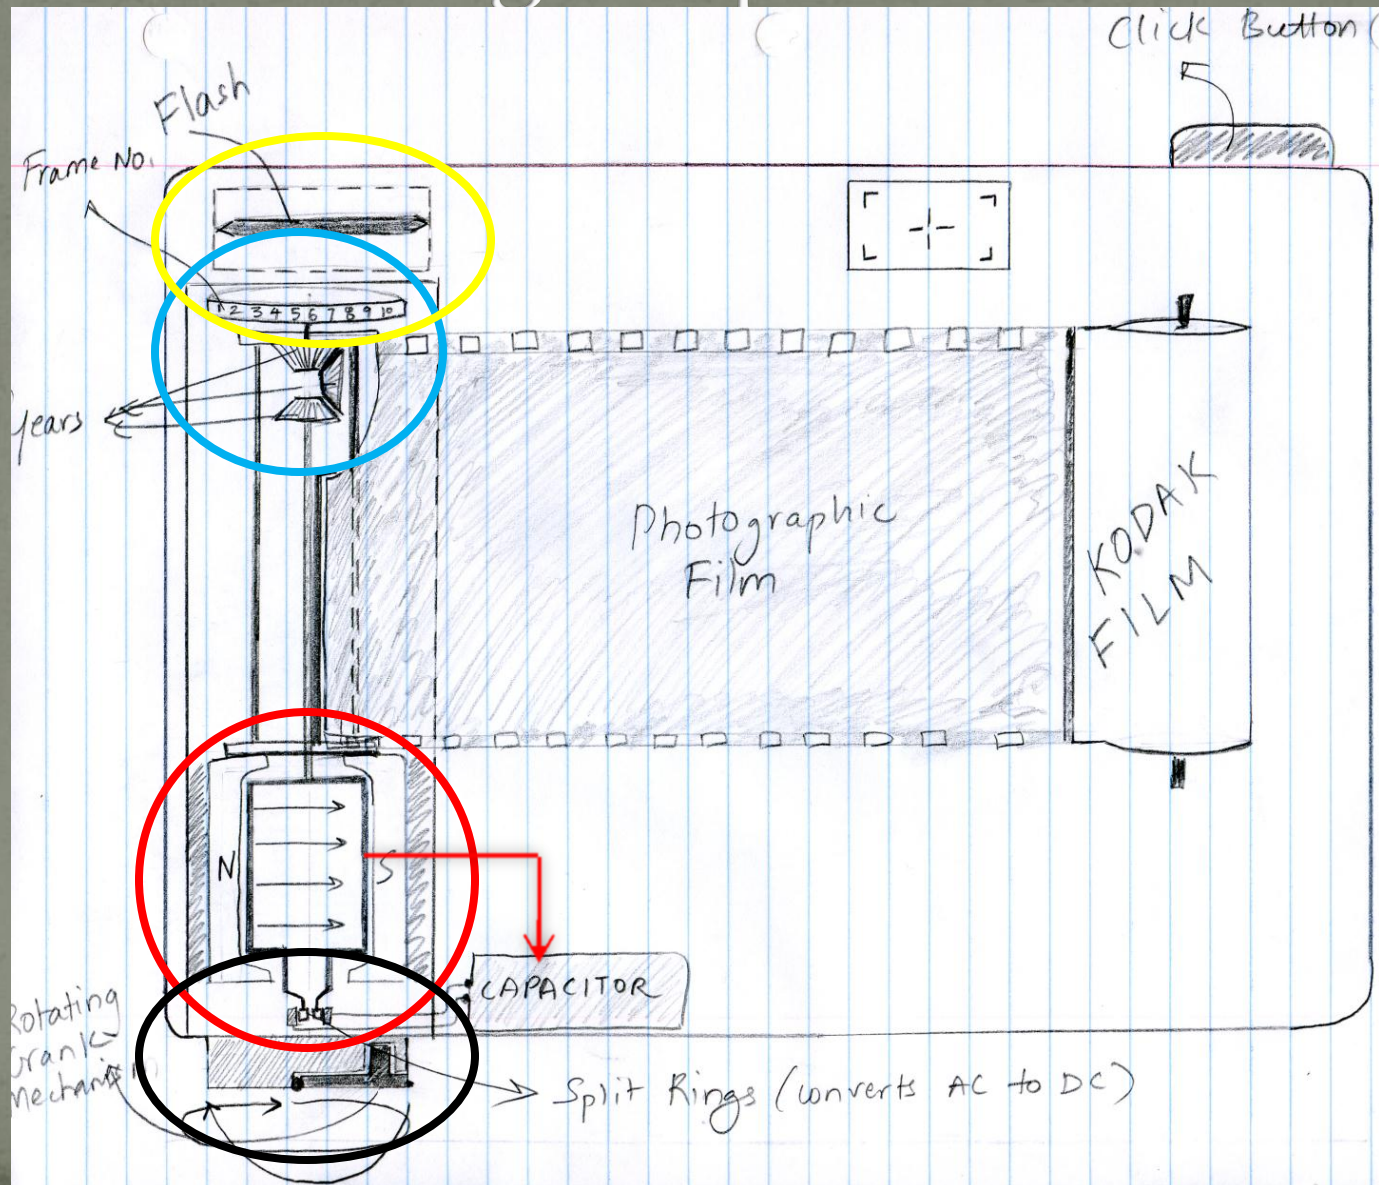 Click Button (
Flash
Frame No.
1 2 3 4 5 6 7 8 9 10
years
Photographic
Film
KODAK
FILM
N
S
CAPACITOR
Rotating
Crank
Mechanism
Split Rings (converts AC to DC)